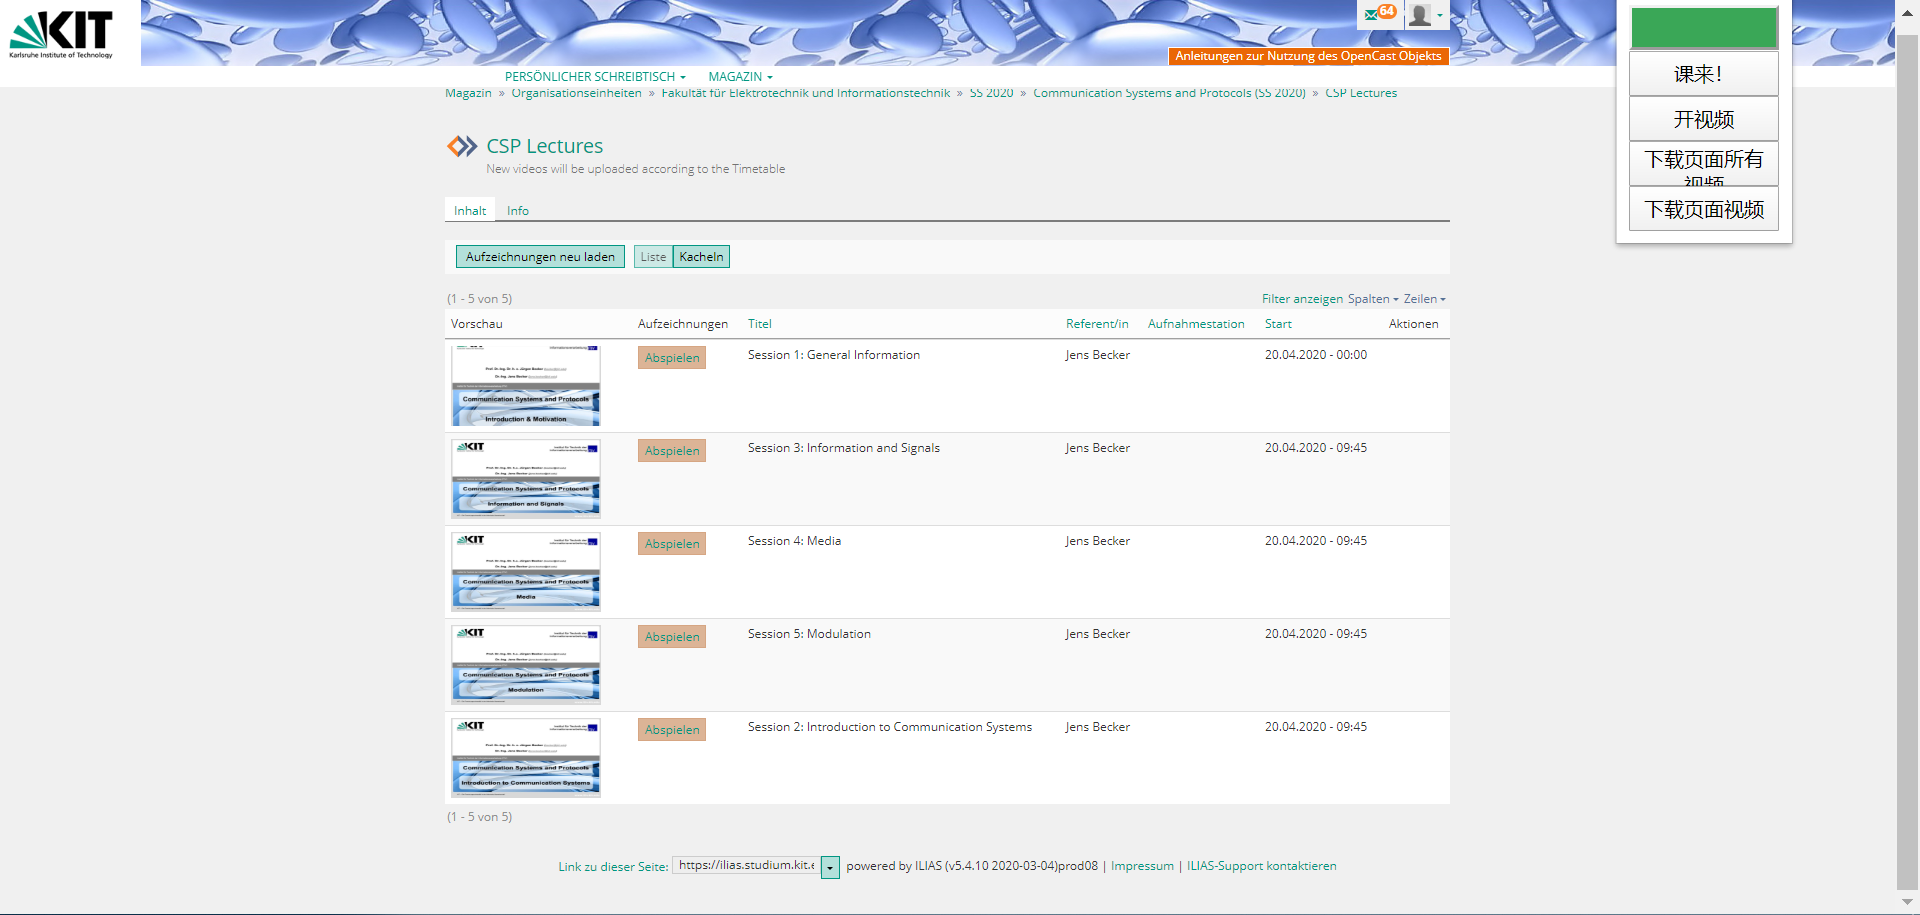 KIT
Karlsruhe Institute of Technology
64
Anleitungen zur Nutzung des OpenCast Objekts
PERSÖNLICHER SCHREIBTISCH MAGAZIN
Magazin » Organisationseinheiten » Fakultät für Elektrotechnik und Informationstechnik » SS 2020 » Communication Systems and Protocols (SS 2020) » CSP Lectures
课来!
开视频
下载页面所有
视频
下载页面视频
CSP Lectures
New videos will be uploaded according to the Timetable
Inhalt Info
Aufzeichnungen neu laden Liste Kacheln
(1 - 5 von 5) Filter anzeigen Spalten Zeilen
Vorschau Aufzeichnungen Titel Referent/in Aufnahmestation Start Aktionen
Abspielen Session 1: General Information Jens Becker 20.04.2020 - 00:00
Communication Systems and Protocols
Introduction & Motivation
Abspielen Session 3: Information and Signals Jens Becker 20.04.2020 - 09:45
KIT
Communication Systems and Protocols
Information and Signals
Abspielen Session 4: Media Jens Becker 20.04.2020 - 09:45
KIT
Communication Systems and Protocols
Media
Abspielen Session 5: Modulation Jens Becker 20.04.2020 - 09:45
KIT
Communication Systems and Protocols
Modulation
Abspielen Session 2: Introduction to Communication Systems Jens Becker 20.04.2020 - 09:45
KIT
Communication Systems and Protocols
Introduction to Communication Systems
(1 - 5 von 5)
Link zu dieser Seite: https://ilias.studium.kit.e powered by ILIAS (v5.4.10 2020-03-04)prod08 | Impressum | ILIAS-Support kontaktieren